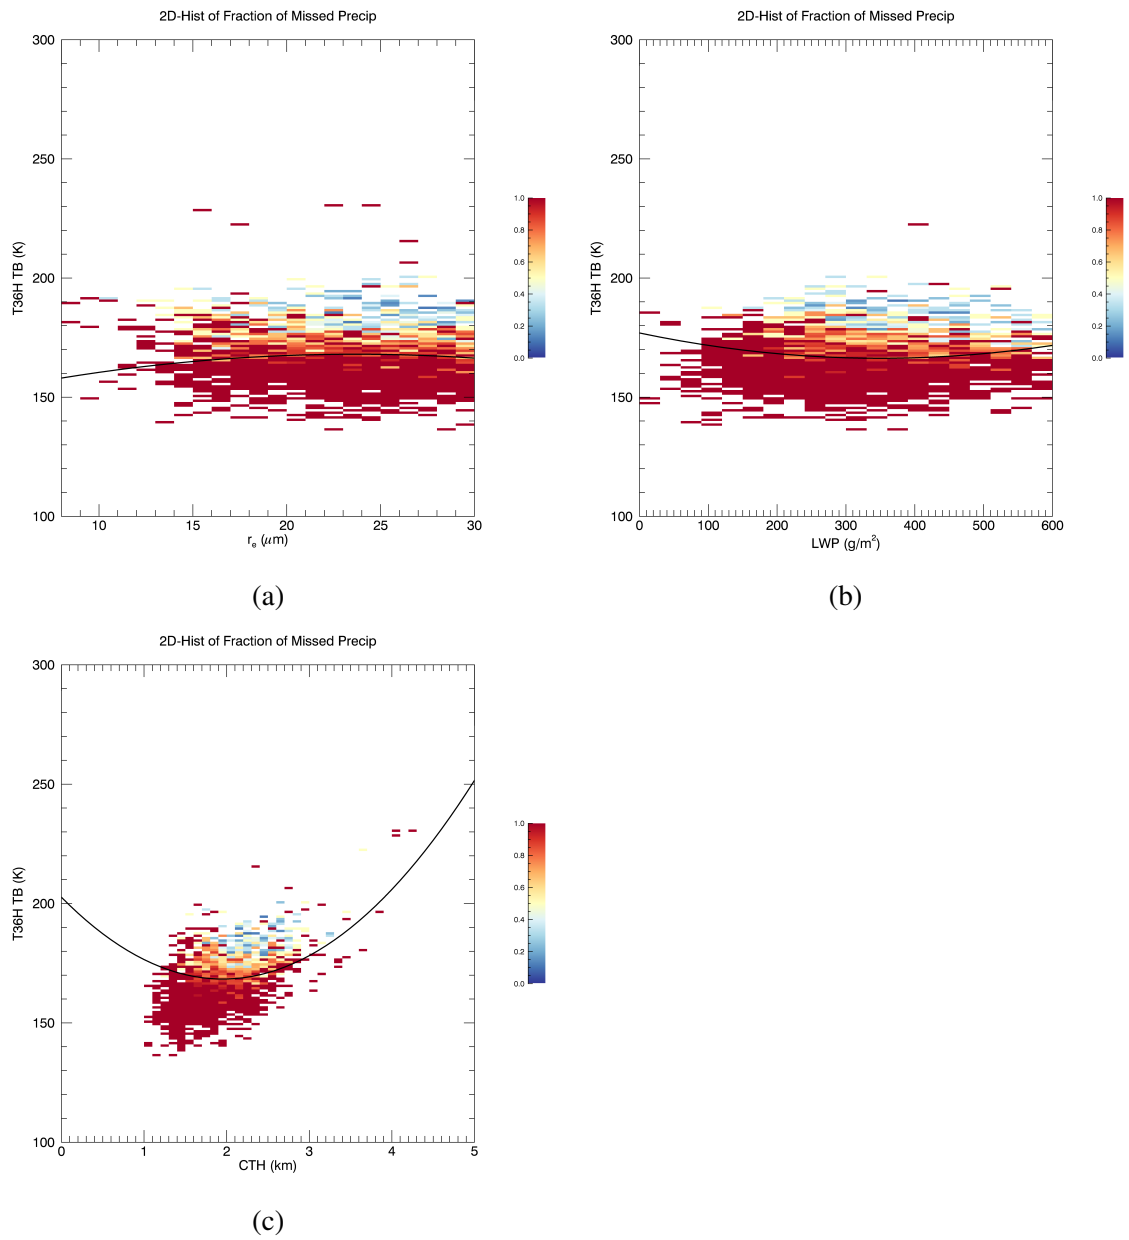 2D-Hist of Fraction of Missed Precip
300
250
200
150
100
T36H TB (K)
10 15 20 25 30
rₑ (μm)
1.0
0.8
0.6
0.4
0.2
0.0
(a)
2D-Hist of Fraction of Missed Precip
300
250
200
150
100
T36H TB (K)
0 100 200 300 400 500 600
LWP (g/m²)
1.0
0.8
0.6
0.4
0.2
0.0
(b)
2D-Hist of Fraction of Missed Precip
300
250
200
150
100
T36H TB (K)
0 1 2 3 4 5
CTH (km)
1.0
0.8
0.6
0.4
0.2
0.0
(c)